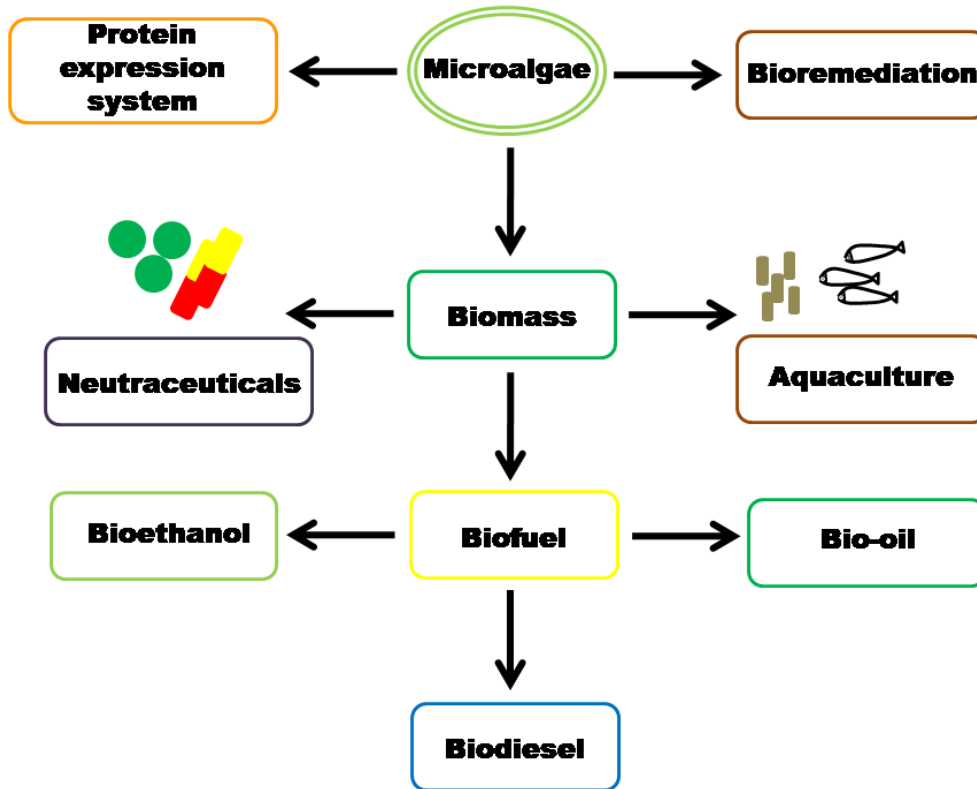 Protein
expression
system
Microalgae
Bioremediation
Biomass
Neutraceuticals
Aquaculture
Bioethanol
Biofuel
Bio-oil
Biodiesel